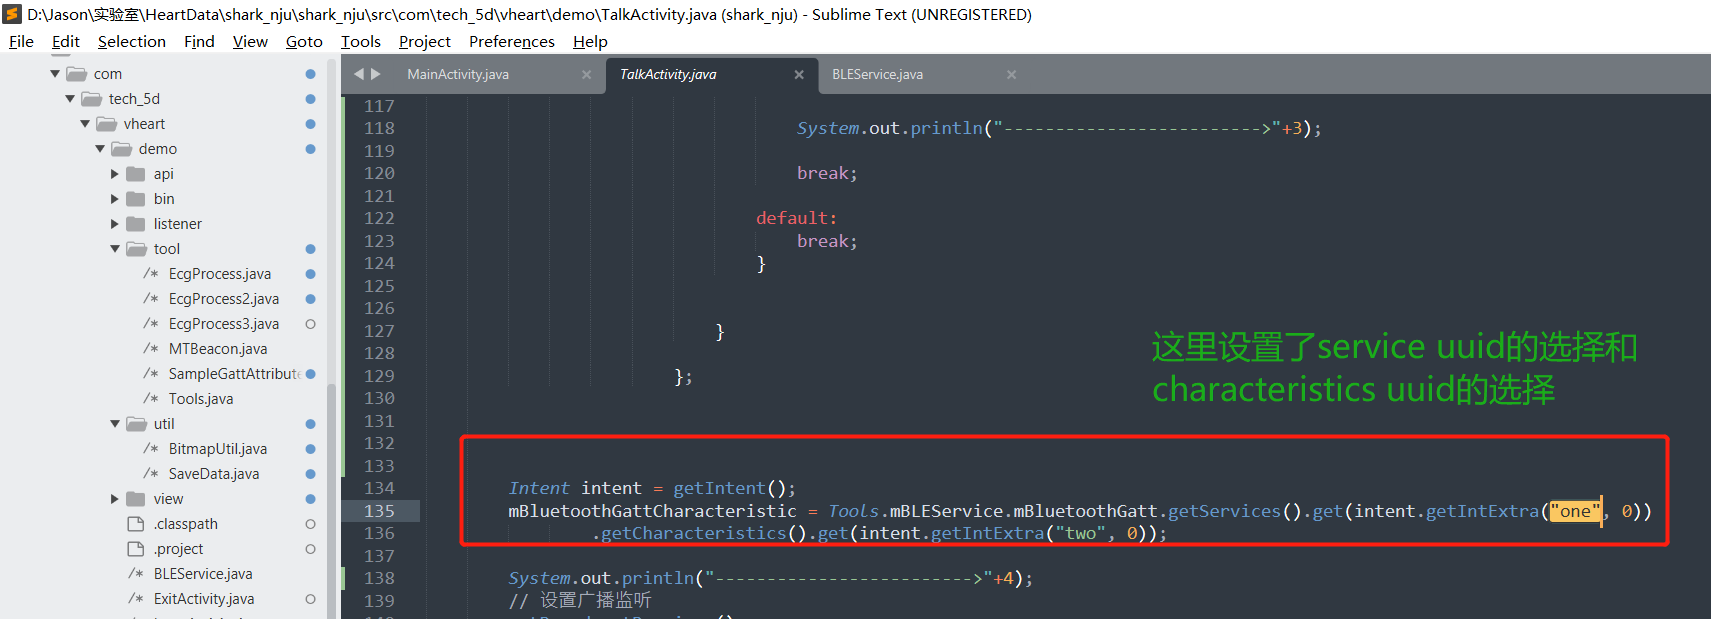 D:\Jason\实验室\HeartData\shark_nju\shark_nju\src\com\tech_5d\vheart\demo\TalkActivity.java (shark_nju) - Sublime Text (UNREGISTERED)
File Edit Selection Find View Goto Tools Project Preferences Help
com
tech_5d
vheart
demo
api
bin
listener
tool
/* EcgProcess.java
/* EcgProcess2.java
/* EcgProcess3.java
/* MTBeacon.java
/* SampleGattAttribute
/* Tools.java
util
/* BitmapUtil.java
/* SaveData.java
view
.classpath
.project
/* BLEService.java
/* ExitActivity.java
MainActivity.java × TalkActivity.java × BLEService.java ×
117
118 System.out.println("------------------------->"+3);
119
120 break;
121
122 default:
123 break;
124 }
125
126
127 }
128
129 };
130
131
132
133
134 Intent intent = getIntent();
135 mBluetoothGattCharacteristic = Tools.mBLEService.mBluetoothGatt.getServices().get(intent.getIntExtra("one", 0))
136 .getCharacteristics().get(intent.getIntExtra("two", 0));
137
138 System.out.println("------------------------->"+4);
139 // 设置广播监听
这里设置了service uuid的选择和
characteristics uuid的选择